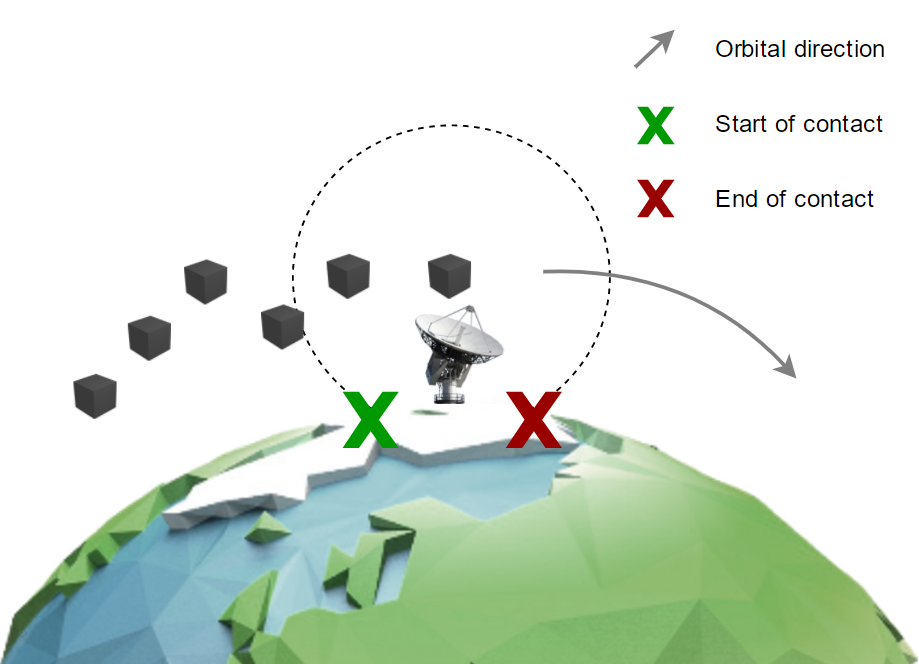 Orbital direction
Start of contact
End of contact